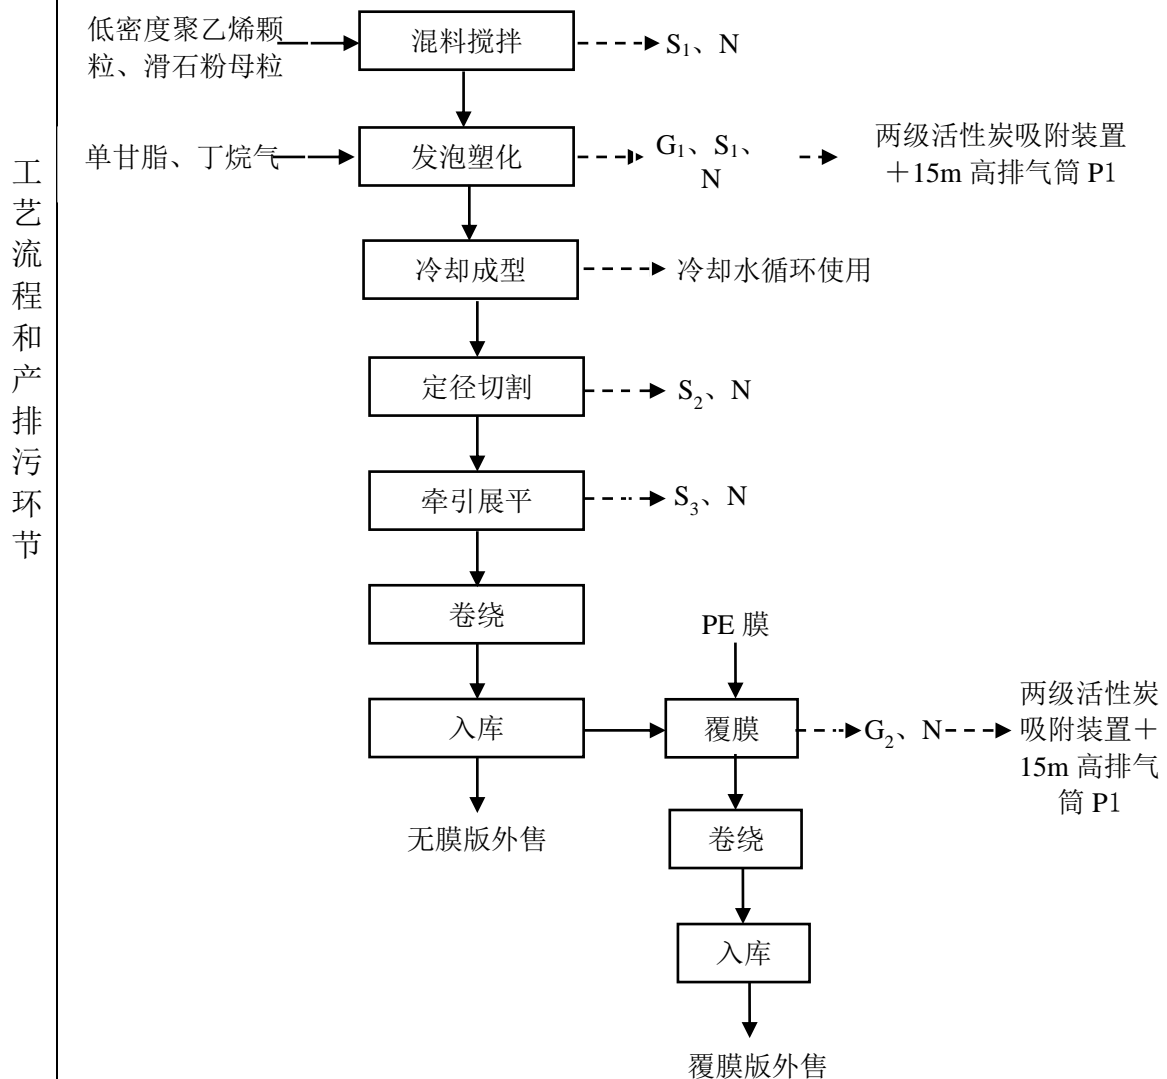 工艺流程和产排污环节
低密度聚乙烯颗
粒、滑石粉母粒
混料搅拌
S₁、N
单甘脂、丁烷气
发泡塑化
G₁、S₁、
N
两级活性炭吸附装置
＋15m 高排气筒 P1
冷却成型
冷却水循环使用
定径切割
S₂、N
牵引展平
S₃、N
卷绕
PE 膜
入库
覆膜
G₂、N
两级活性炭
吸附装置＋
15m 高排气
筒 P1
无膜版外售
卷绕
入库
覆膜版外售